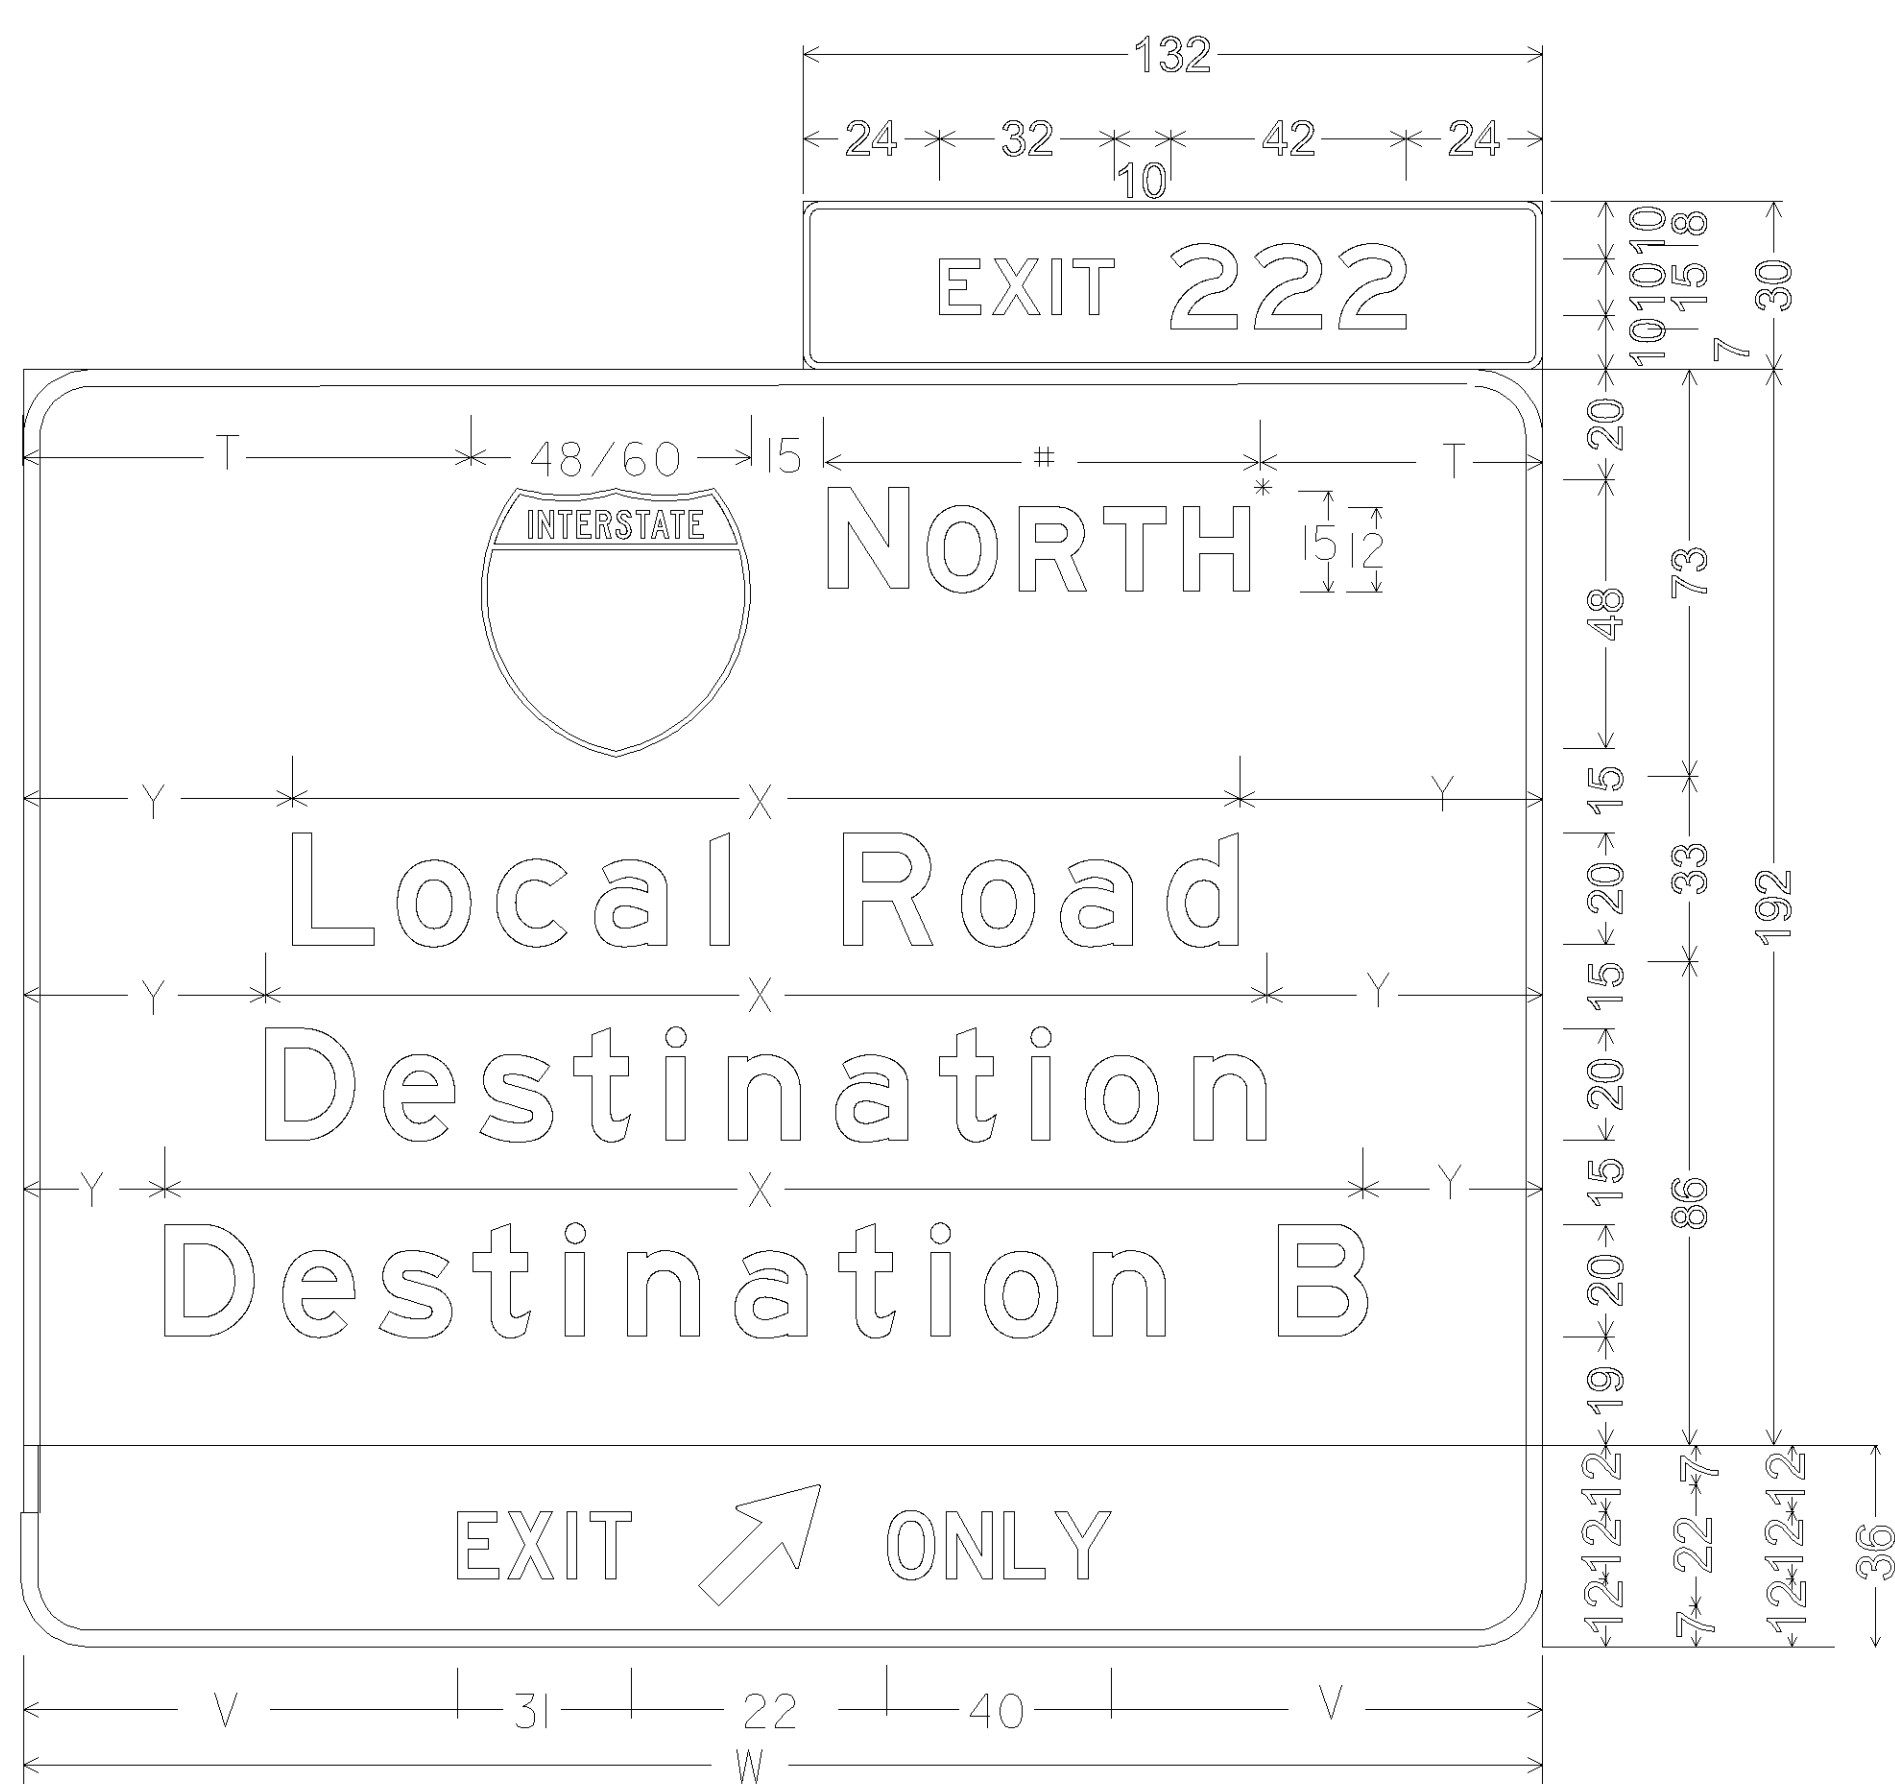 132
24 32 42 24
10
EXIT 222
10 8
10 15 30
10 7
T 48/60 15 # T
INTERSTATE
NORTH*
15 12
20
48 73
Y X Y
15
Local Road
20 33 192
Y X Y
15
Destination
20
Y X Y
15 86
Destination B
20
19
EXIT ONLY
12 7 12
12 22 12 36
12 7 12
V 31 22 40 V
W